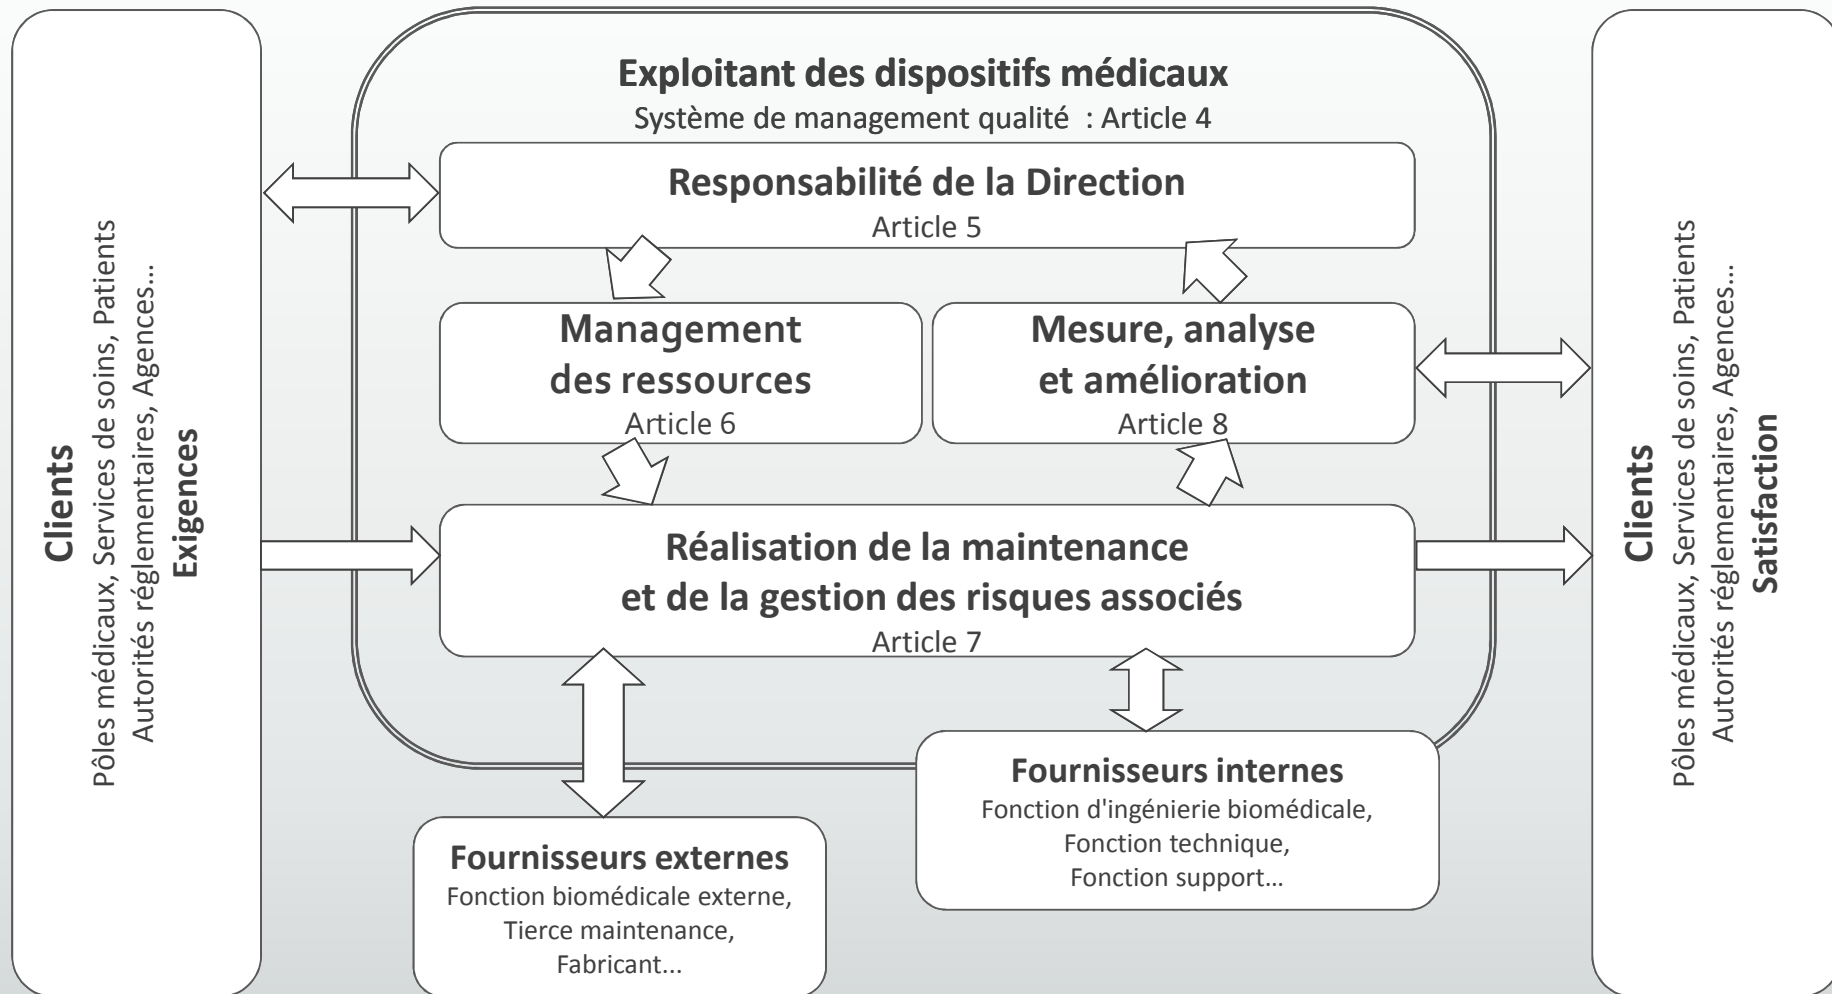 Clients
Pôles médicaux, Services de soins, Patients
Autorités réglementaires, Agences...
Exigences
Exploitant des dispositifs médicaux
Système de management qualité : Article 4
Responsabilité de la Direction
Article 5
Management
des ressources
Article 6
Mesure, analyse
et amélioration
Article 8
Réalisation de la maintenance
et de la gestion des risques associés
Article 7
Fournisseurs externes
Fonction biomédicale externe,
Tierce maintenance,
Fabricant...
Fournisseurs internes
Fonction d'ingénierie biomédicale,
Fonction technique,
Fonction support...
Clients
Pôles médicaux, Services de soins, Patients
Autorités réglementaires, Agences...
Satisfaction